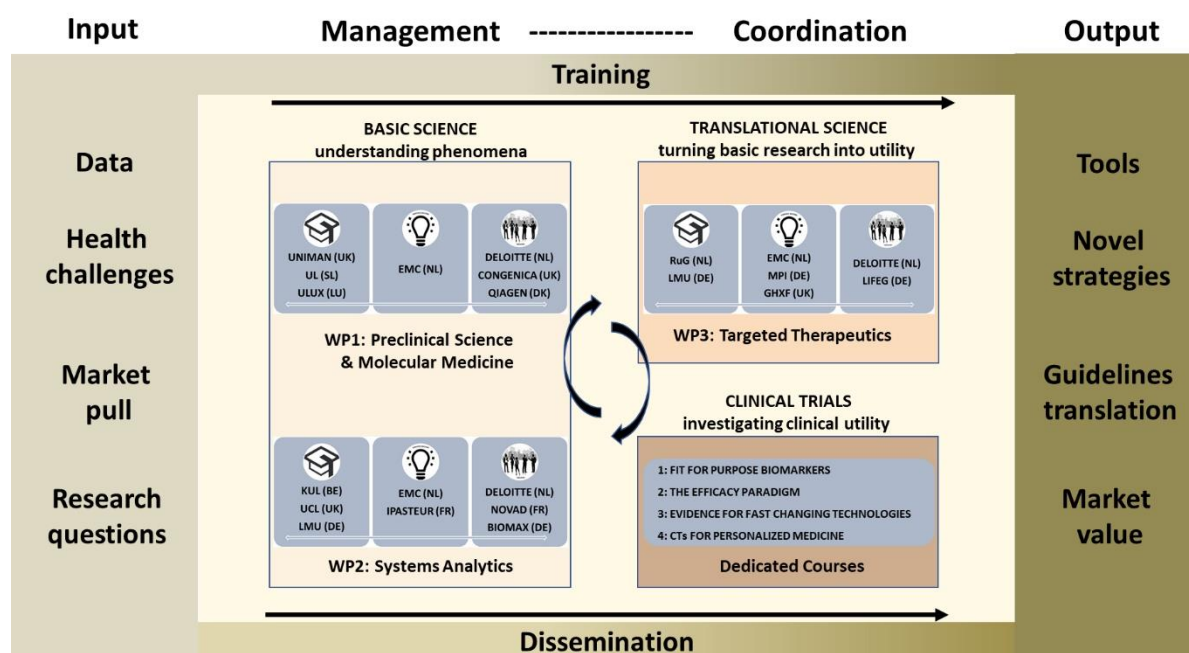 Input
Management ---------------- Coordination
Output
Training
Data
Health
challenges
Market
pull
Research
questions
BASIC SCIENCE
understanding phenomena
UNIMAN (UK)
UL (SL)
ULUX (LU)
EMC (NL)
DELOITTE (NL)
CONGENICA (UK)
QIAGEN (DK)
WP1: Preclinical Science
& Molecular Medicine
KUL (BE)
UCL (UK)
LMU (DE)
EMC (NL)
IPASTEUR (FR)
DELOITTE (NL)
NOVAD (FR)
BIOMAX (DE)
WP2: Systems Analytics
TRANSLATIONAL SCIENCE
turning basic research into utility
RuG (NL)
LMU (DE)
EMC (NL)
MPI (DE)
GHXF (UK)
DELOITTE (NL)
LIFEG (DE)
WP3: Targeted Therapeutics
CLINICAL TRIALS
investigating clinical utility
1: FIT FOR PURPOSE BIOMARKERS
2: THE EFFICACY PARADIGM
3: EVIDENCE FOR FAST CHANGING TECHNOLOGIES
4: CTs FOR PERSONALIZED MEDICINE
Dedicated Courses
Tools
Novel
strategies
Guidelines
translation
Market
value
Dissemination